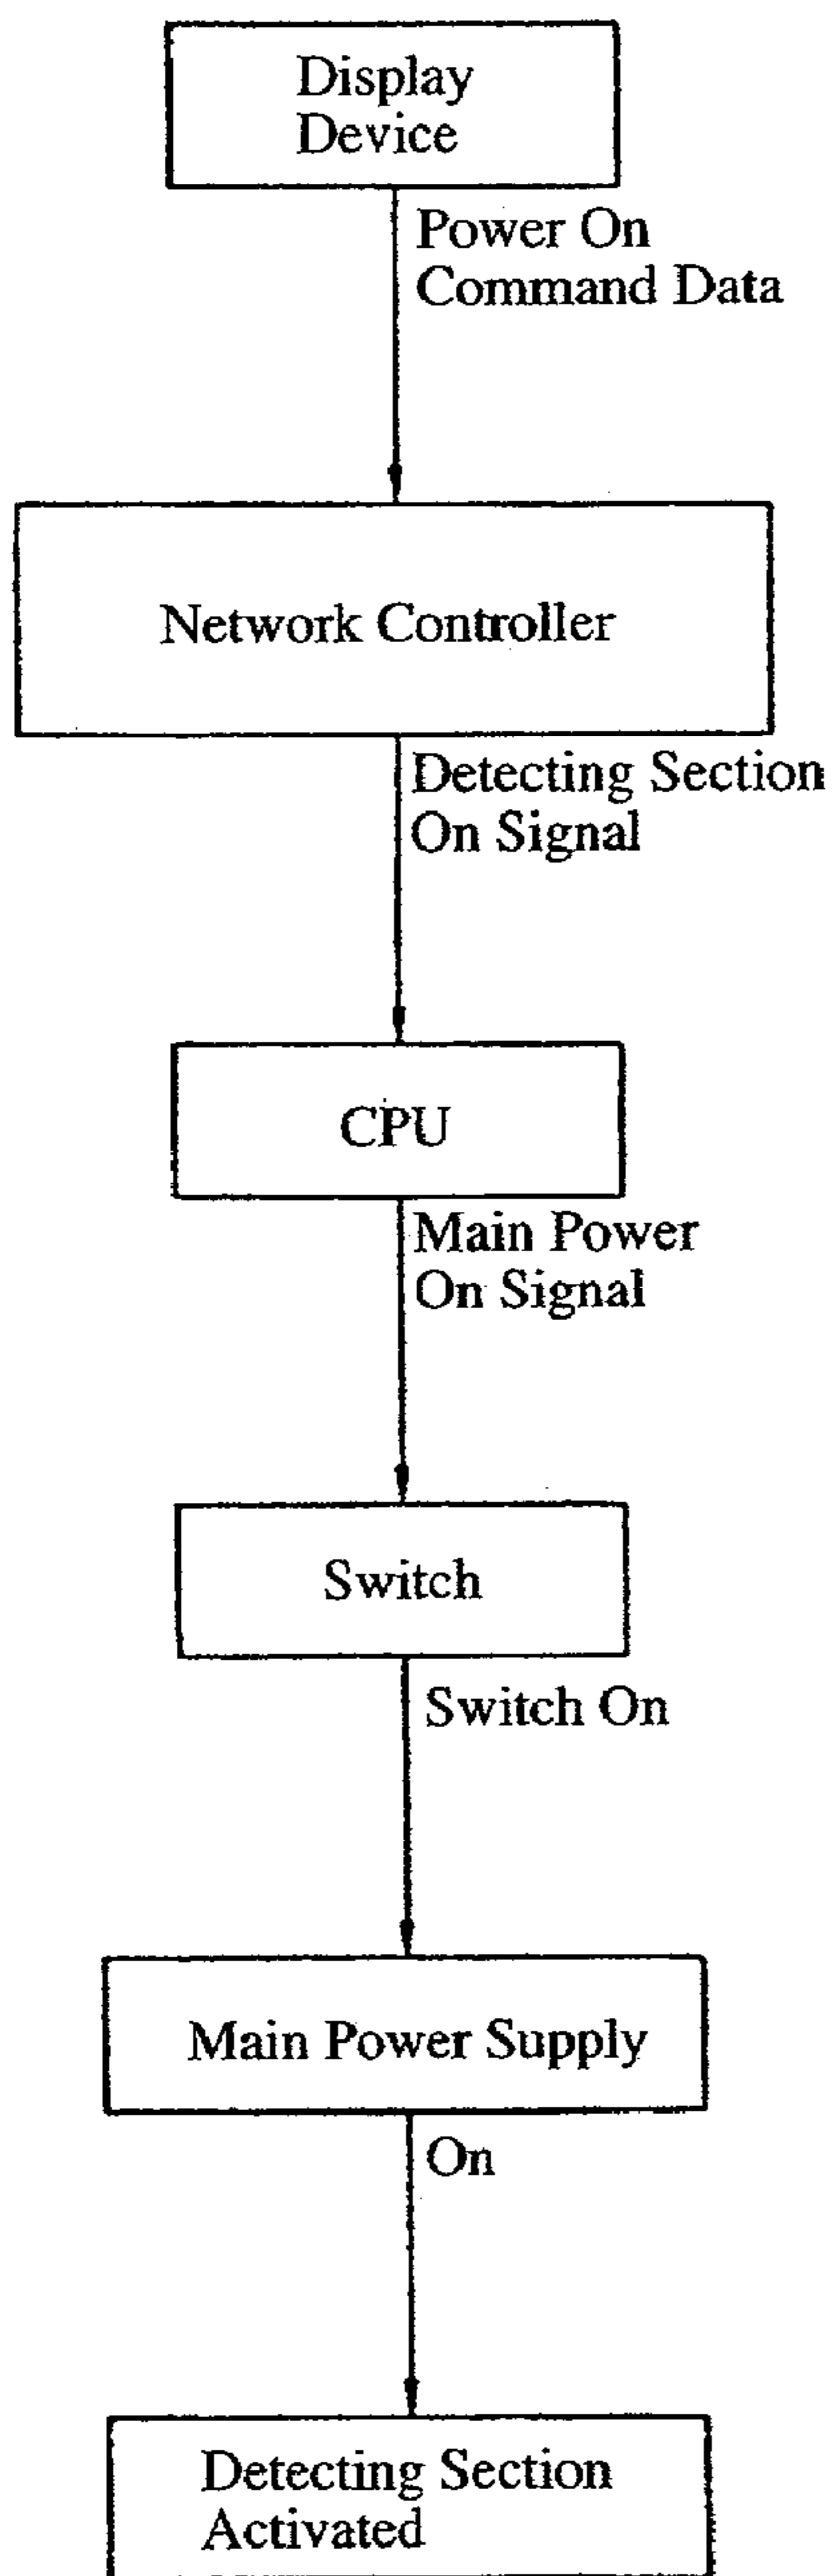 Display
Device
Power On
Command Data
Network Controller
Detecting Section
On Signal
CPU
Main Power
On Signal
Switch
Switch On
Main Power Supply
On
Detecting Section
Activated